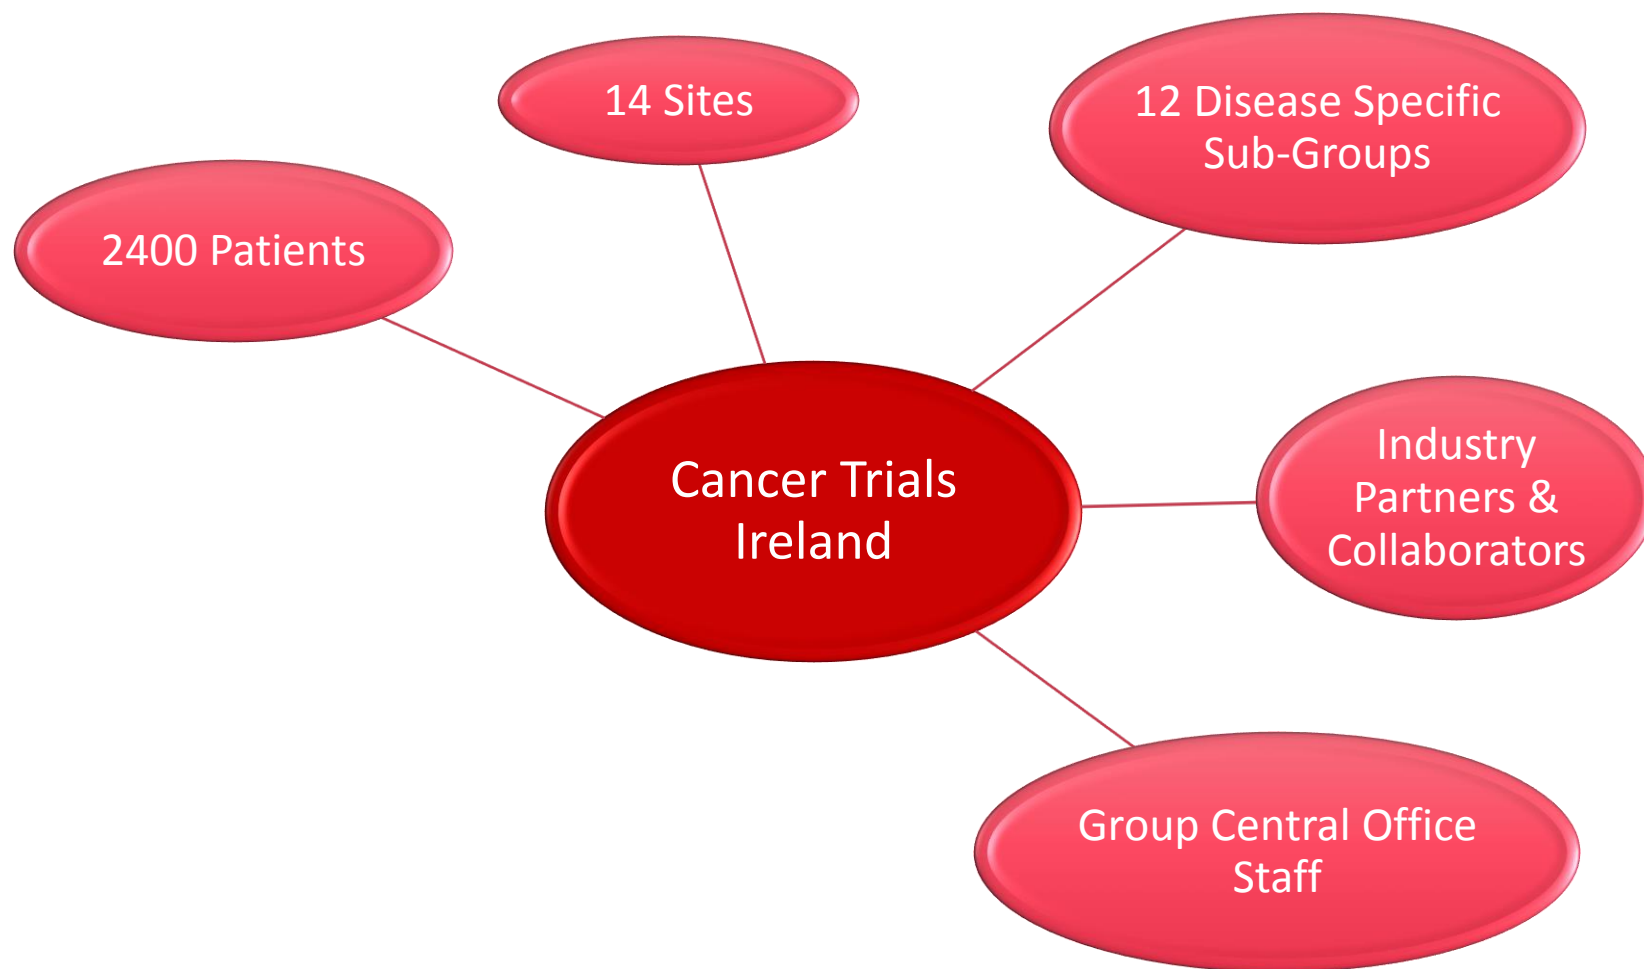 14 Sites
12 Disease Specific
Sub-Groups
2400 Patients
Cancer Trials
Ireland
Industry
Partners &
Collaborators
Group Central Office
Staff